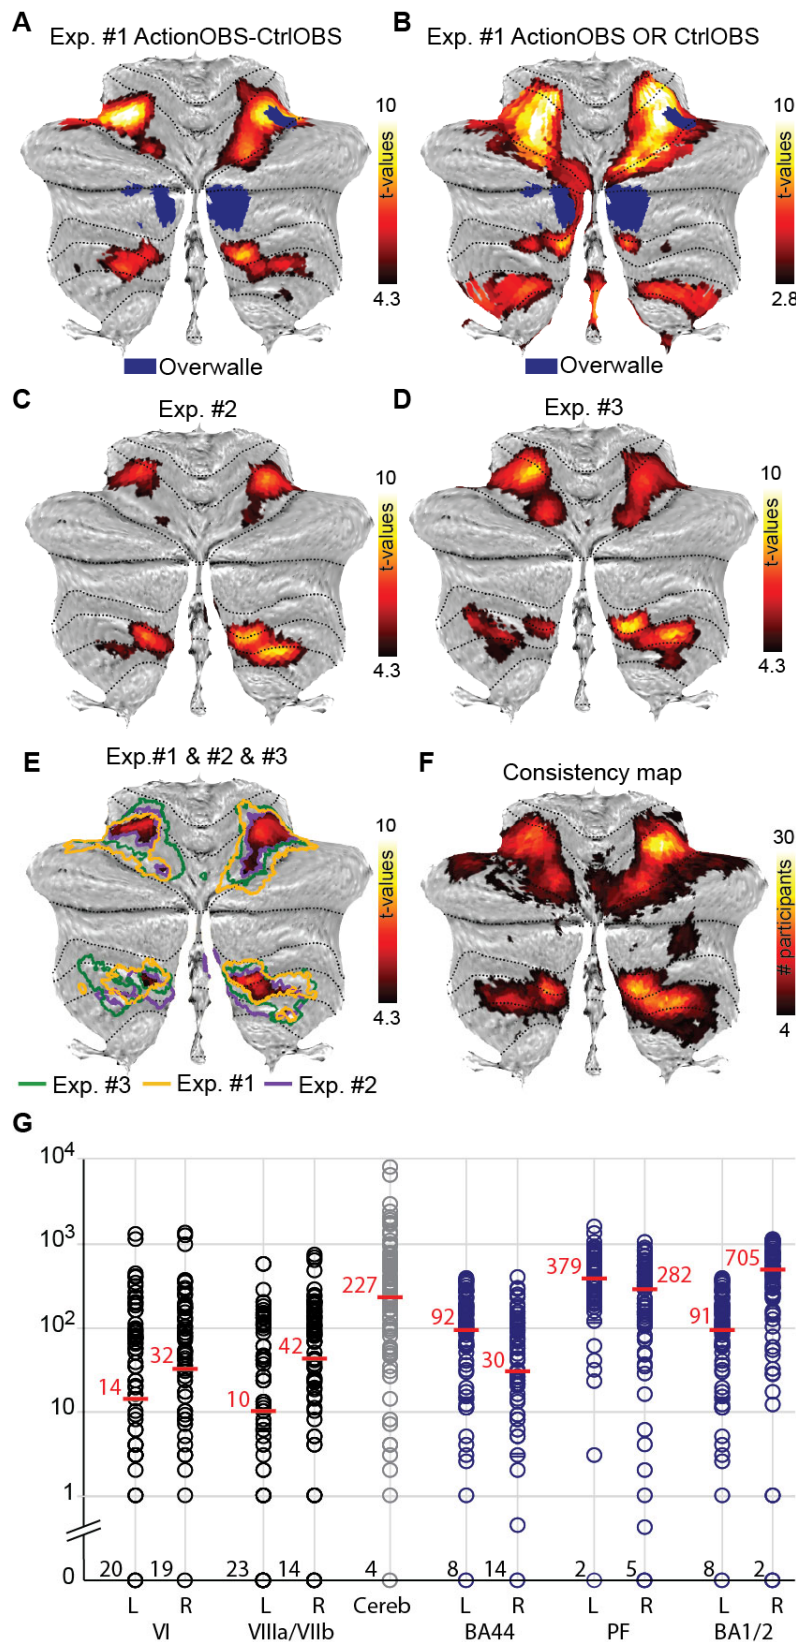 A
Exp. #1 ActionOBS-CtrlOBS
10
t-values
4.3
Overwalle
B
Exp. #1 ActionOBS OR CtrlOBS
10
t-values
2.8
Overwalle
C
Exp. #2
10
t-values
4.3
D
Exp. #3
10
t-values
4.3
E
Exp.#1 & #2 & #3
10
t-values
4.3
Exp. #3 Exp. #1 Exp. #2
F
Consistency map
30
# participants
4
G
10⁴
10³
10²
10
1
0
14 32 10 42 227 92 30 379 282 91 705
20 19 23 14 4 8 14 2 5 8 2
L R L R Cereb L R L R L R
VI VIIIa/VIIb BA44 PF BA1/2